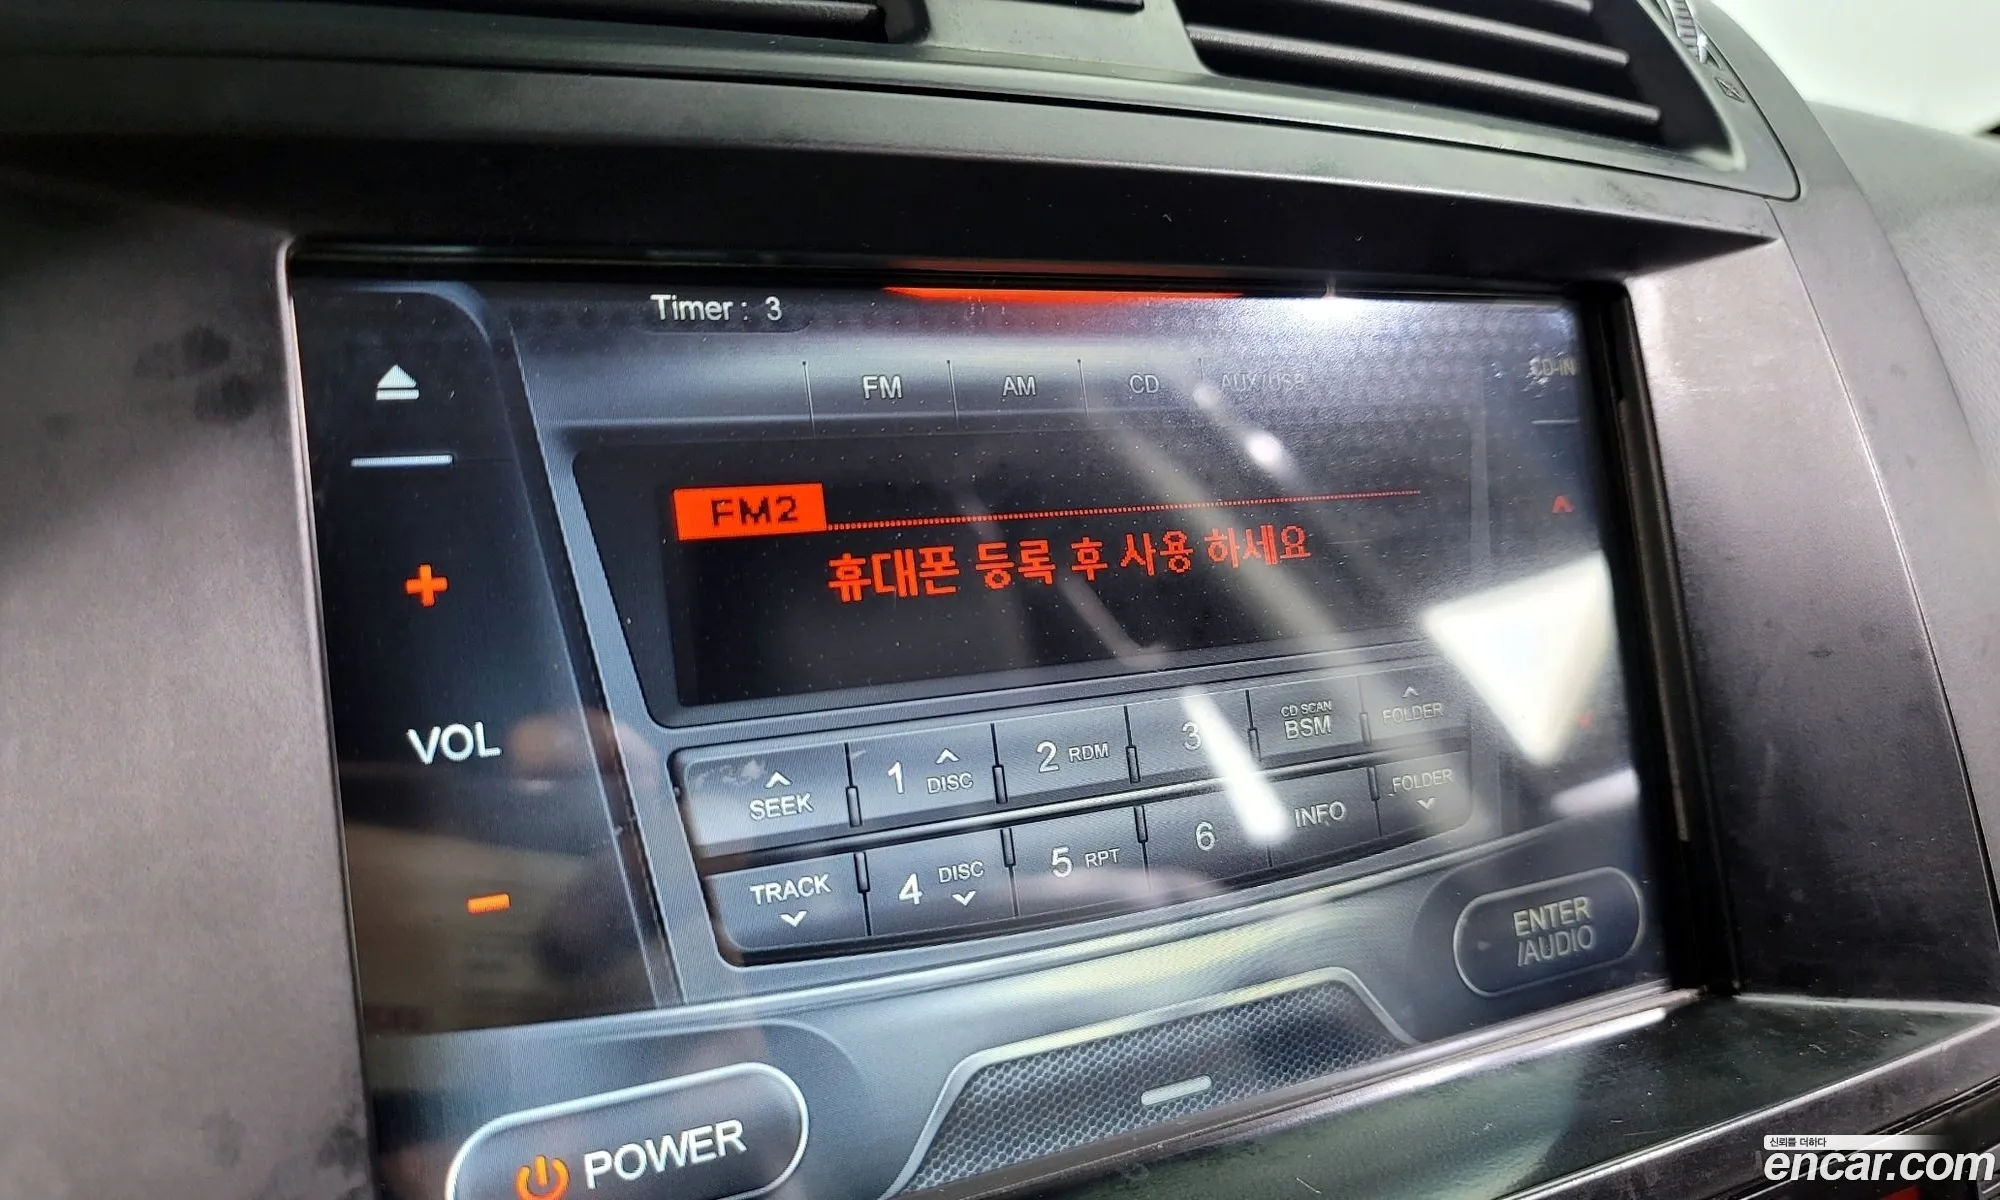 Timer : 3
FM AM CD AUX/USB CD-IN
FM2
휴대폰 등록 후 사용 하세요
VOL
SEEK 1 DISC 2 RDM 3 CD SCAN BSM FOLDER
TRACK 4 DISC 5 RPT 6 INFO FOLDER
ENTER /AUDIO
POWER
신뢰를 더하다
encar.com